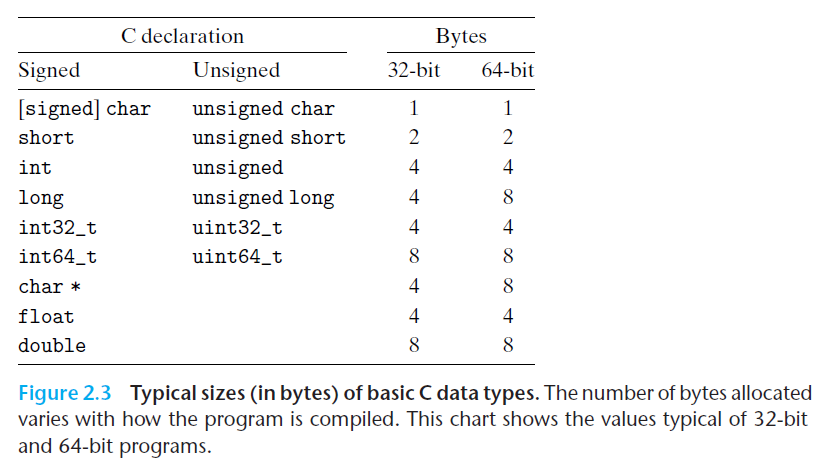 C declaration Bytes
Signed Unsigned 32-bit 64-bit
[signed] char unsigned char 1 1
short unsigned short 2 2
int unsigned 4 4
long unsigned long 4 8
int32_t uint32_t 4 4
int64_t uint64_t 8 8
char * 4 8
float 4 4
double 8 8
Figure 2.3 Typical sizes (in bytes) of basic C data types. The number of bytes allocated
varies with how the program is compiled. This chart shows the values typical of 32-bit
and 64-bit programs.